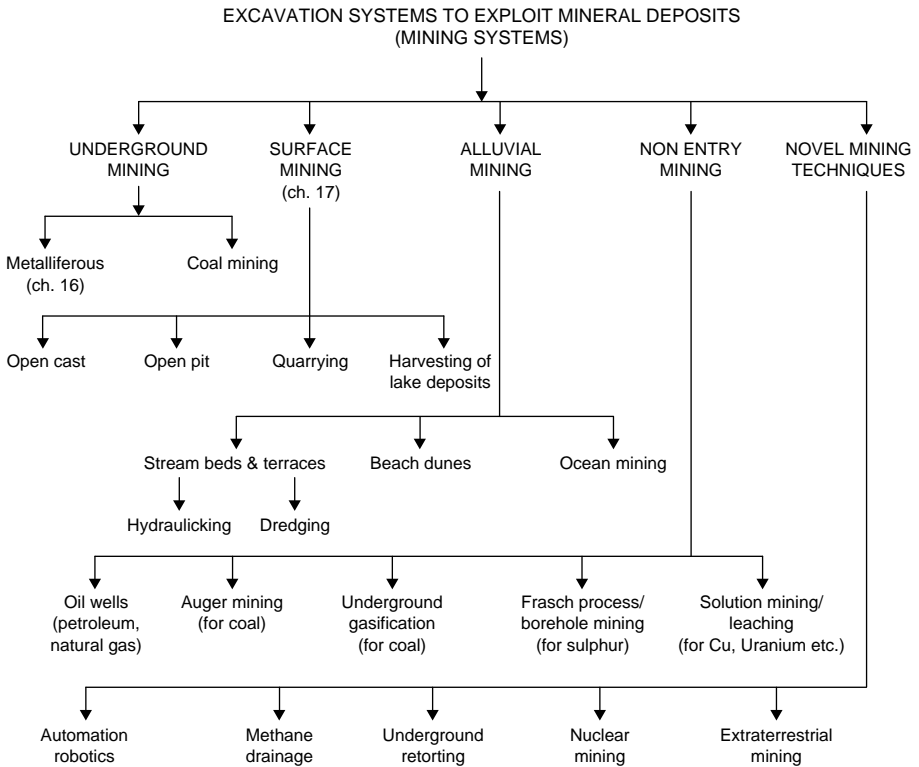 EXCAVATION SYSTEMS TO EXPLOIT MINERAL DEPOSITS
(MINING SYSTEMS)
UNDERGROUND
MINING
SURFACE
MINING
(ch. 17)
ALLUVIAL
MINING
NON ENTRY
MINING
NOVEL MINING
TECHNIQUES
Metalliferous
(ch. 16)
Coal mining
Open cast
Open pit
Quarrying
Harvesting of
lake deposits
Stream beds & terraces
Beach dunes
Ocean mining
Hydraulicking
Dredging
Oil wells
(petroleum,
natural gas)
Auger mining
(for coal)
Underground
gasification
(for coal)
Frasch process/
borehole mining
(for sulphur)
Solution mining/
leaching
(for Cu, Uranium etc.)
Automation
robotics
Methane
drainage
Underground
retorting
Nuclear
mining
Extraterrestrial
mining